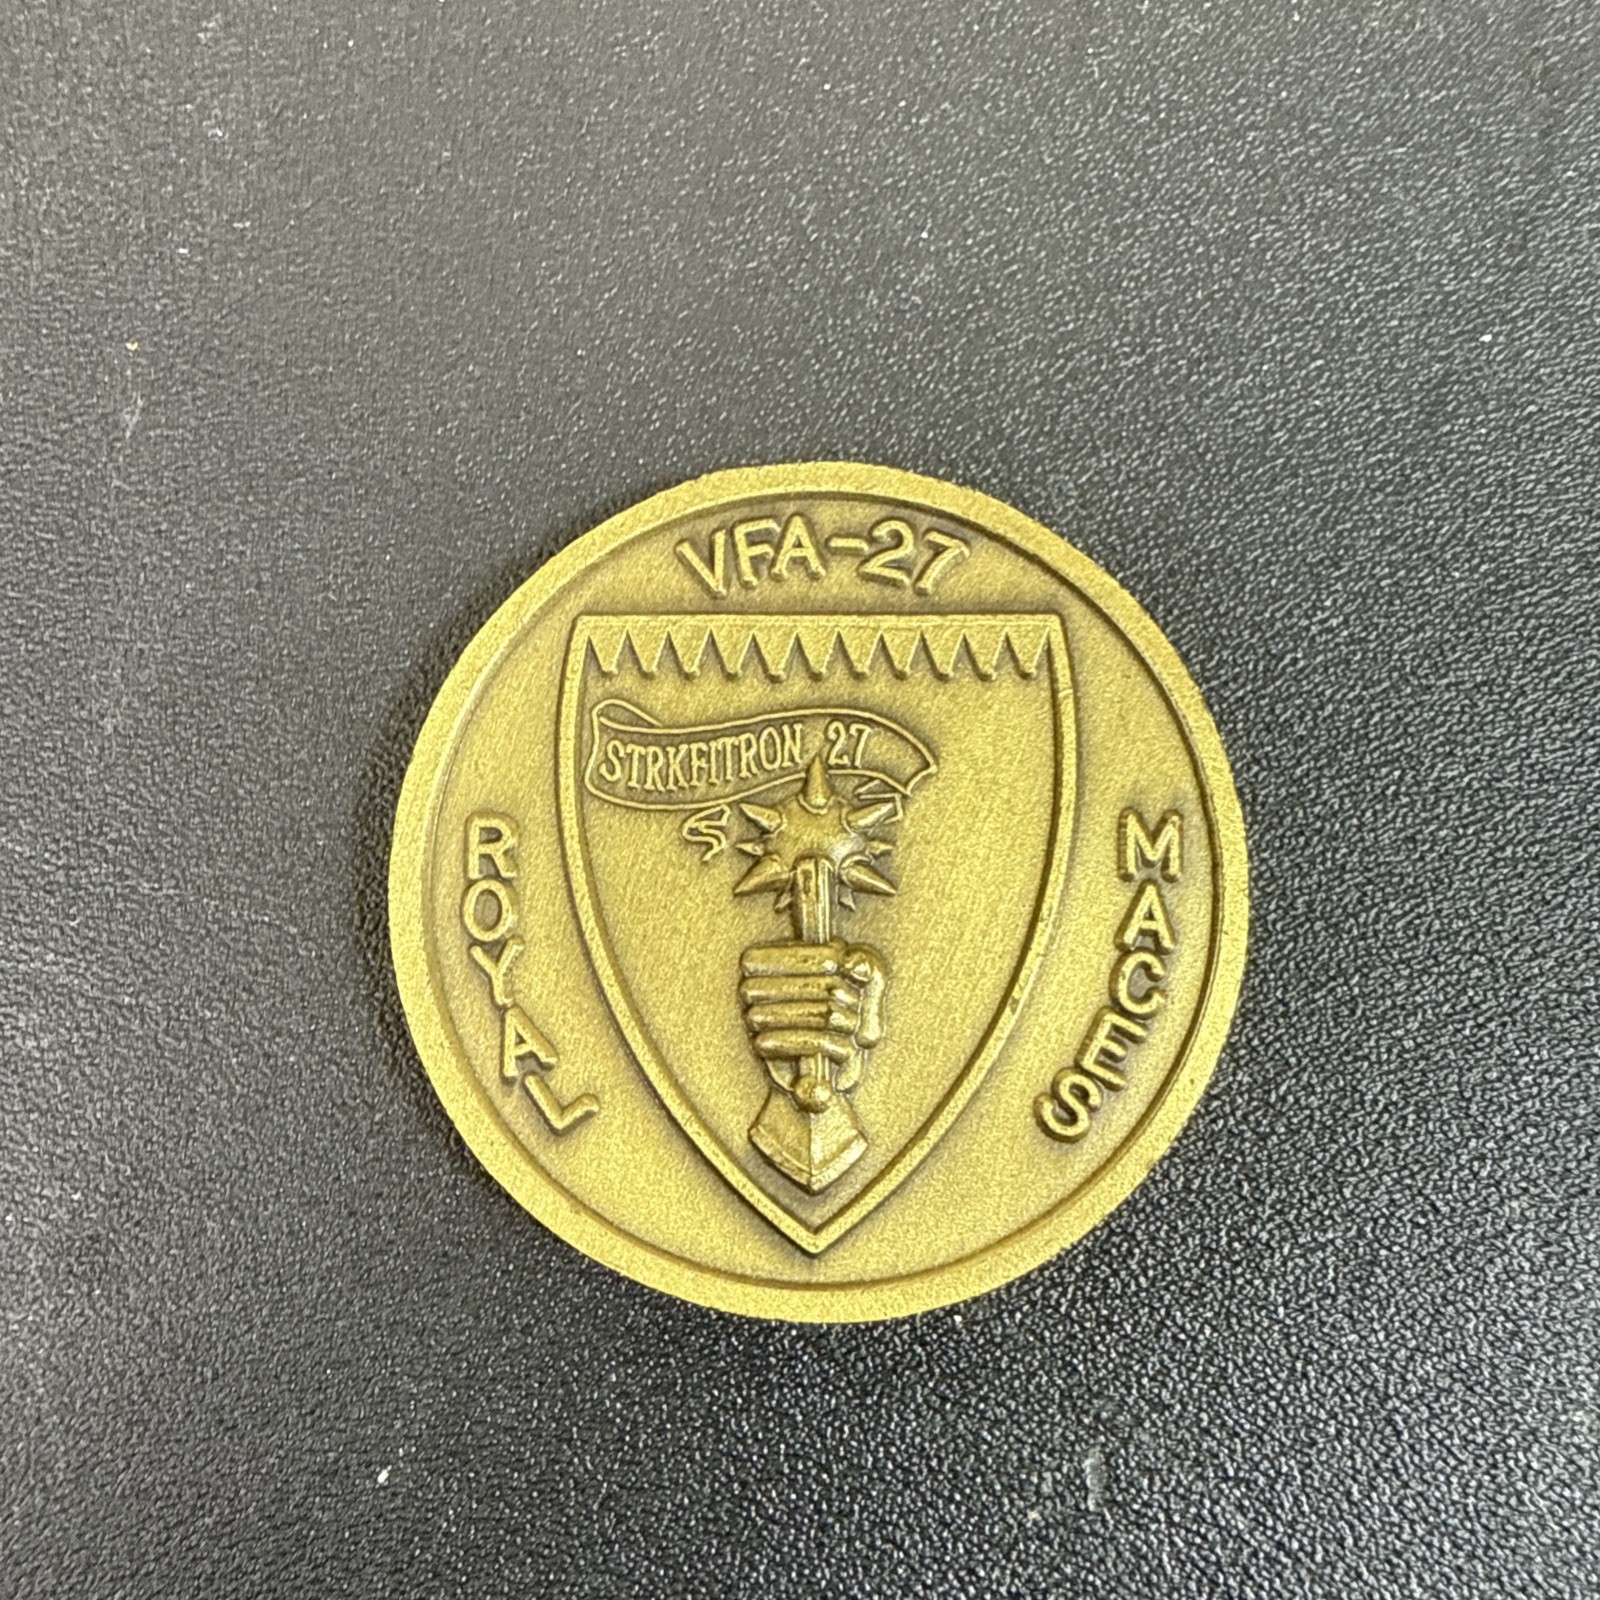 VFA-27
STRKFITRON 27
ROYAL
MACES